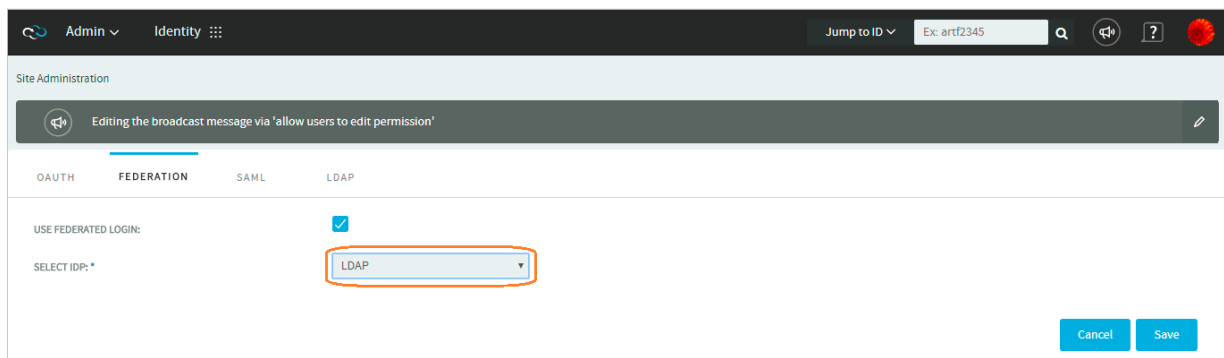 Admin Identity Jump to ID Ex: artf2345 ?
Site Administration
Editing the broadcast message via 'allow users to edit permission'
OAUTH FEDERATION SAML LDAP
USE FEDERATED LOGIN:
SELECT IDP: * LDAP
Cancel Save